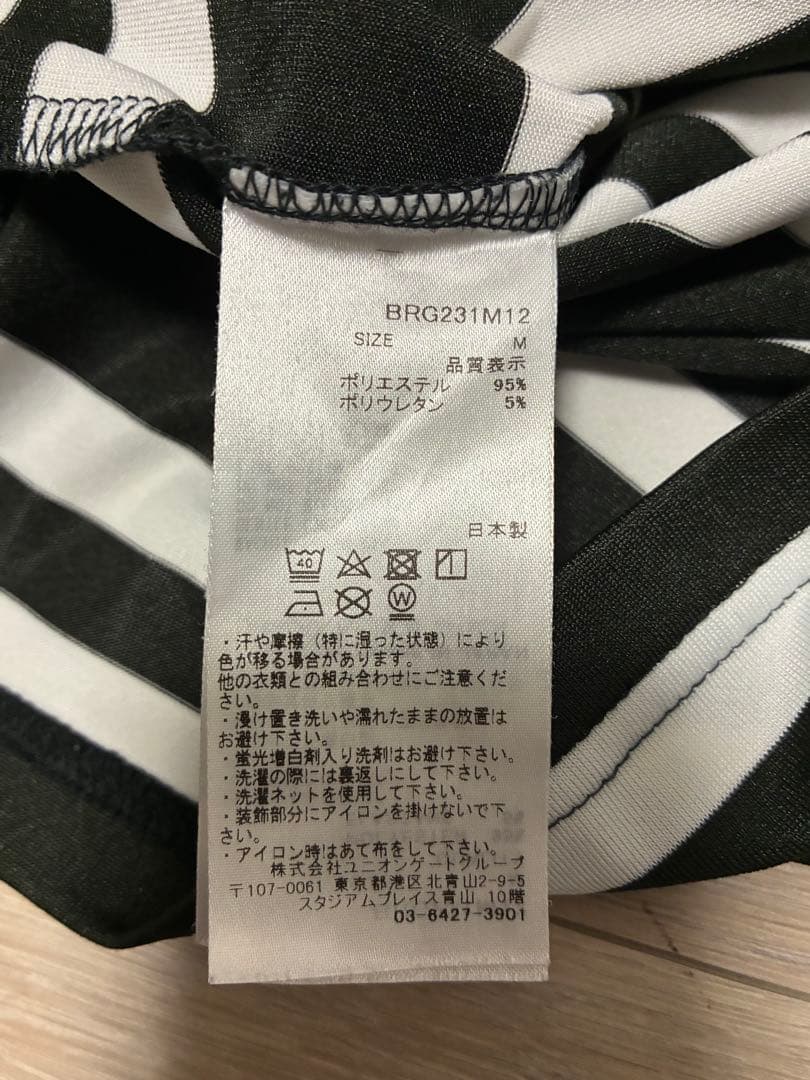 BRG231M12
SIZE M
品質表示
ポリエステル 95%
ポリウレタン 5%
日本製
40
W
・汗や摩擦（特に湿った状態）により
色が移る場合があります。
他の衣類との組み合わせにご注意くだ
さい。
・浸け置き洗いや濡れたままの放置は
お避け下さい。
・蛍光増白剤入り洗剤はお避け下さい。
・洗濯の際には裏返しにして下さい。
・洗濯ネットを使用して下さい。
・装飾部分にアイロンを掛けないで下
さい。
・アイロン時はあて布をして下さい。
株式会社ユニオンゲートグループ
〒107-0061 東京都港区北青山2-9-5
スタジアムプレイス青山 10階
03-6427-3901